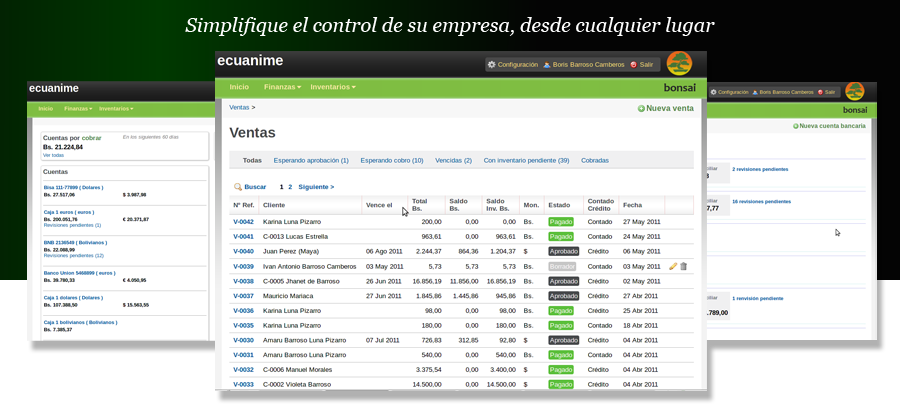 Simplifique el control de su empresa, desde cualquier lugar
ecuanime
Configuración Boris Barroso Camberos Salir
Inicio Finanzas Inventarios
bonsai
Ventas >
Nueva venta
Ventas
Todas Esperando aprobación (1) Esperando cobro (10) Vencidas (2) Con inventario pendiente (39) Cobradas
Buscar 1 2 Siguiente >
Nº Ref. Cliente Vence el Total Bs. Saldo Bs. Saldo Inv. Bs. Mon. Estado Contado Crédito Fecha
V-0042 Karina Luna Pizarro 200,00 0,00 0,00 Bs. Pagado Contado 27 May 2011
V-0041 C-0013 Lucas Estrella 963,61 0,00 963,61 Bs. Pagado Contado 24 May 2011
V-0040 Juan Perez (Maya) 06 Ago 2011 2.244,37 864,36 1.204,37 $ Aprobado Crédito 06 May 2011
V-0039 Ivan Antonio Barroso Camberos 03 May 2011 5,73 5,73 5,73 Bs. Borrador Contado 03 May 2011
V-0038 C-0005 Jhanet de Barroso 26 Jun 2011 16.856,19 11.856,00 16.856,19 Bs. Aprobado Crédito 02 May 2011
V-0037 Mauricio Mariaca 27 Jun 2011 1.845,86 1.445,86 945,86 Bs. Aprobado Crédito 27 Abr 2011
V-0036 Karina Luna Pizarro 98,00 0,00 98,00 Bs. Pagado Crédito 25 Abr 2011
V-0035 Karina Luna Pizarro 180,00 0,00 180,00 Bs. Pagado Contado 18 Abr 2011
V-0030 Amaru Barroso Luna Pizarro 07 Jul 2011 726,83 312,85 92,80 $ Aprobado Crédito 04 Abr 2011
V-0031 Amaru Barroso Luna Pizarro 540,00 0,00 540,00 Bs. Pagado Contado 04 Abr 2011
V-0032 C-0006 Manuel Morales 3.375,54 0,00 3.400,00 $ Pagado Crédito 04 Abr 2011
V-0033 C-0002 Violeta Barroso 14.500,00 0,00 14.500,00 $ Pagado Crédito 04 Abr 2011
ecuanime
Inicio Finanzas Inventarios
Cuentas por cobrar En los siguientes 60 días
Bs. 21.224,84
Ver todas
Cuentas
Bisa 111-77899 ( Dolares )
Bs. 27.517,06 $ 3.987,98
Caja 1 euros ( euros )
Bs. 200.051,76 € 20.371,87
Revisiones pendientes (1)
BNB 2136549 ( Bolivianos )
Bs. 22.088,99
Revisiones pendientes (12)
Banco Union 5468899 ( euros )
Bs. 39.780,33 € 4.050,95
Caja 1 dolares ( Dolares )
Bs. 107.388,50 $ 15.563,55
Caja 1 bolivianos ( Bolivianos )
Bs. 7.385,37
Configuración Boris Barroso Camberos Salir
bonsai
Nueva cuenta bancaria
2 revisiones pendientes
16 revisiones pendientes
7,77
1 renvisión pendiente
.789,00